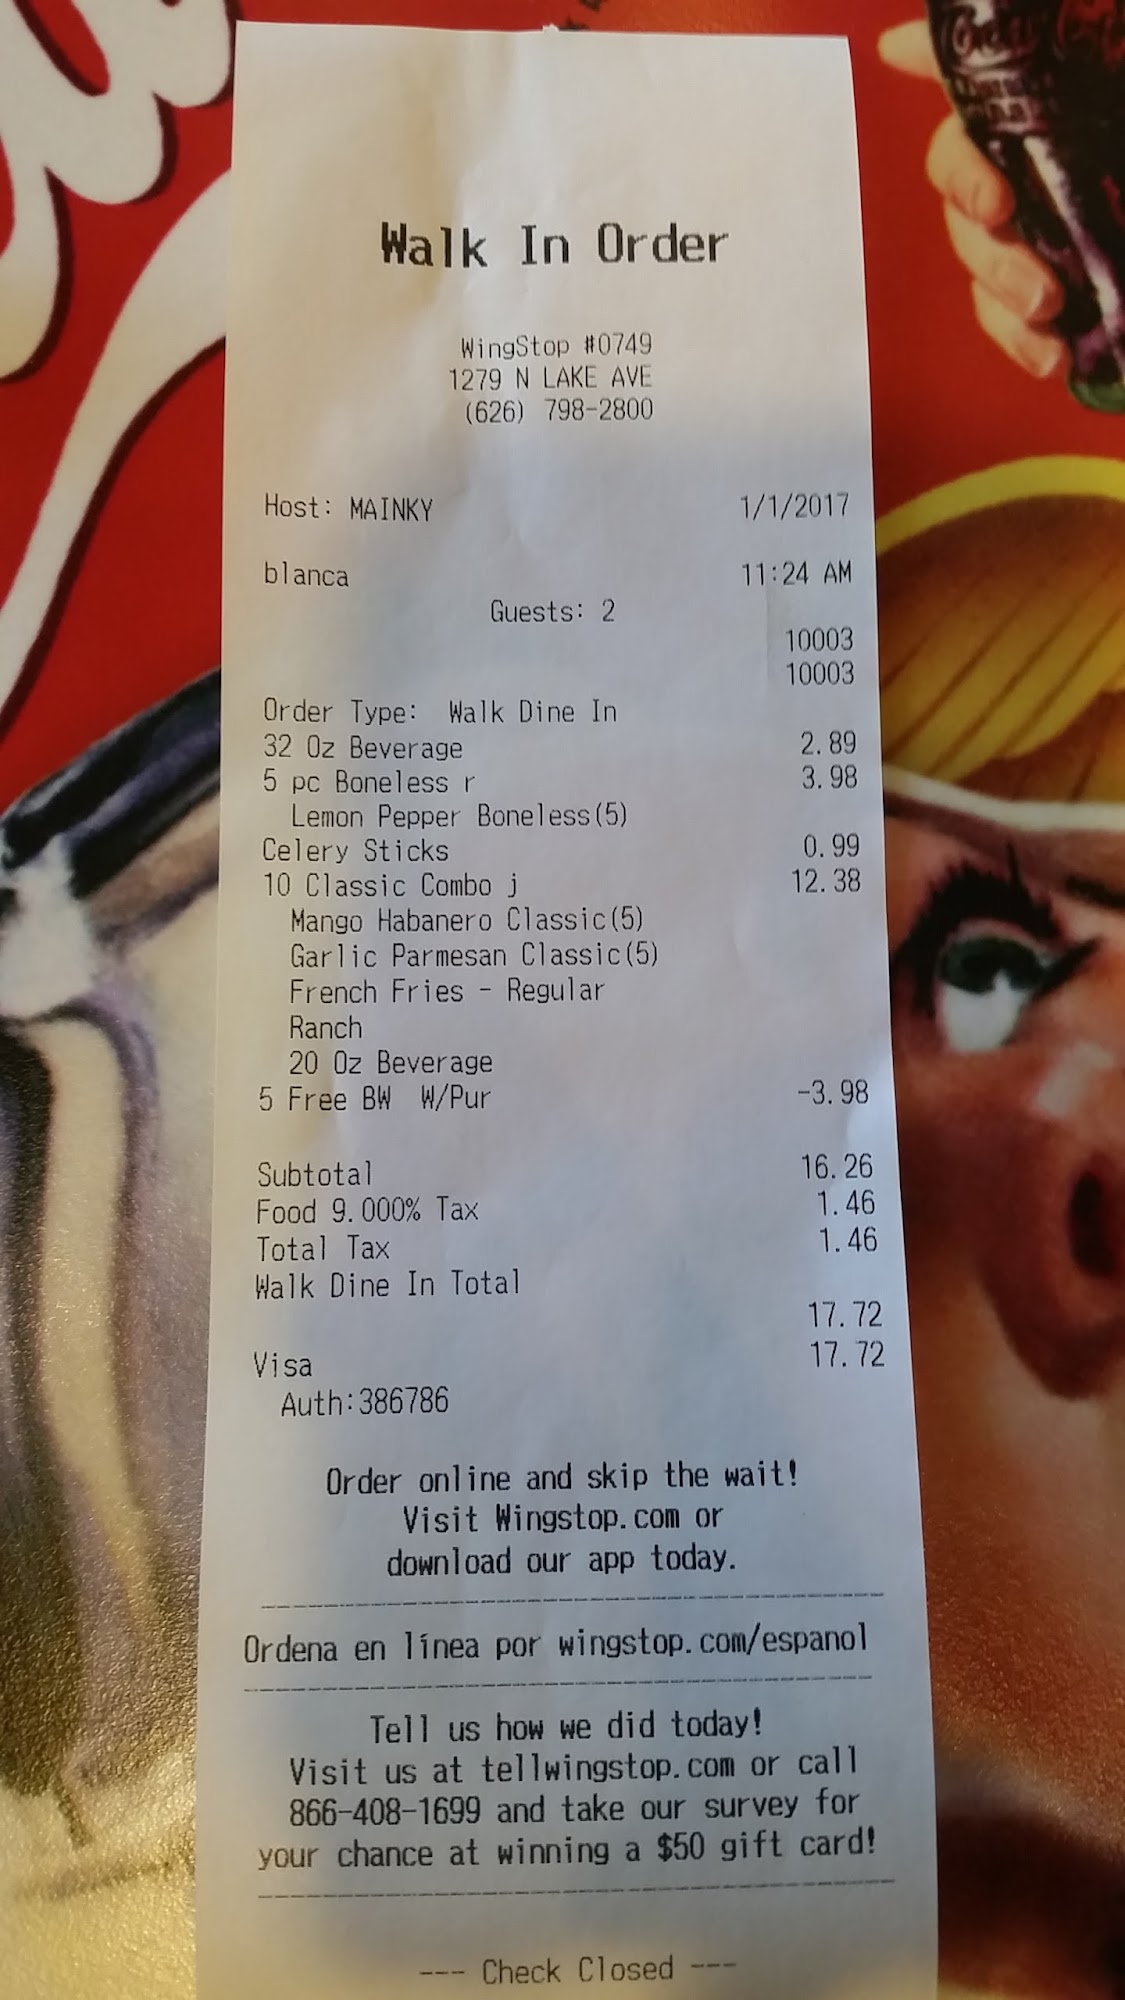 Walk In Order
WingStop #0749
1279 N LAKE AVE
(626) 798-2800
Host: MAINKY 1/1/2017
blanca 11:24 AM
Guests: 2
10003
10003
Order Type: Walk Dine In
32 Oz Beverage 2.89
5 pc Boneless r 3.98
Lemon Pepper Boneless(5)
Celery Sticks 0.99
10 Classic Combo j 12.38
Mango Habanero Classic(5)
Garlic Parmesan Classic(5)
French Fries - Regular
Ranch
20 Oz Beverage
5 Free BW W/Pur -3.98
Subtotal 16.26
Food 9.000% Tax 1.46
Total Tax 1.46
Walk Dine In Total
17.72
Visa 17.72
Auth:386786
Order online and skip the wait!
Visit Wingstop.com or
download our app today.
Ordena en línea por wingstop.com/espanol
Tell us how we did today!
Visit us at tellwingstop.com or call
866-408-1699 and take our survey for
your chance at winning a $50 gift card!
--- Check Closed ---